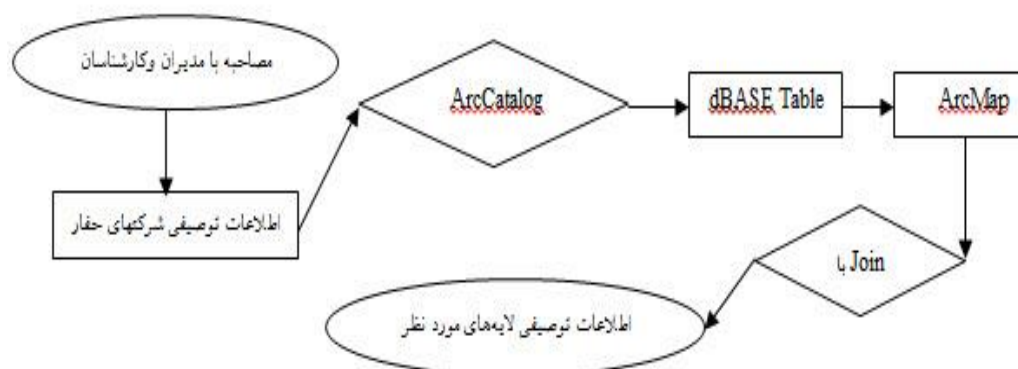 مصاحبه با مدیران وکارشناسان
اطلاعات توصیفی شرکتهای حفار
ArcCatalog
dBASE Table
ArcMap
Join با
اطلاعات توصیفی لایه‌های مورد نظر